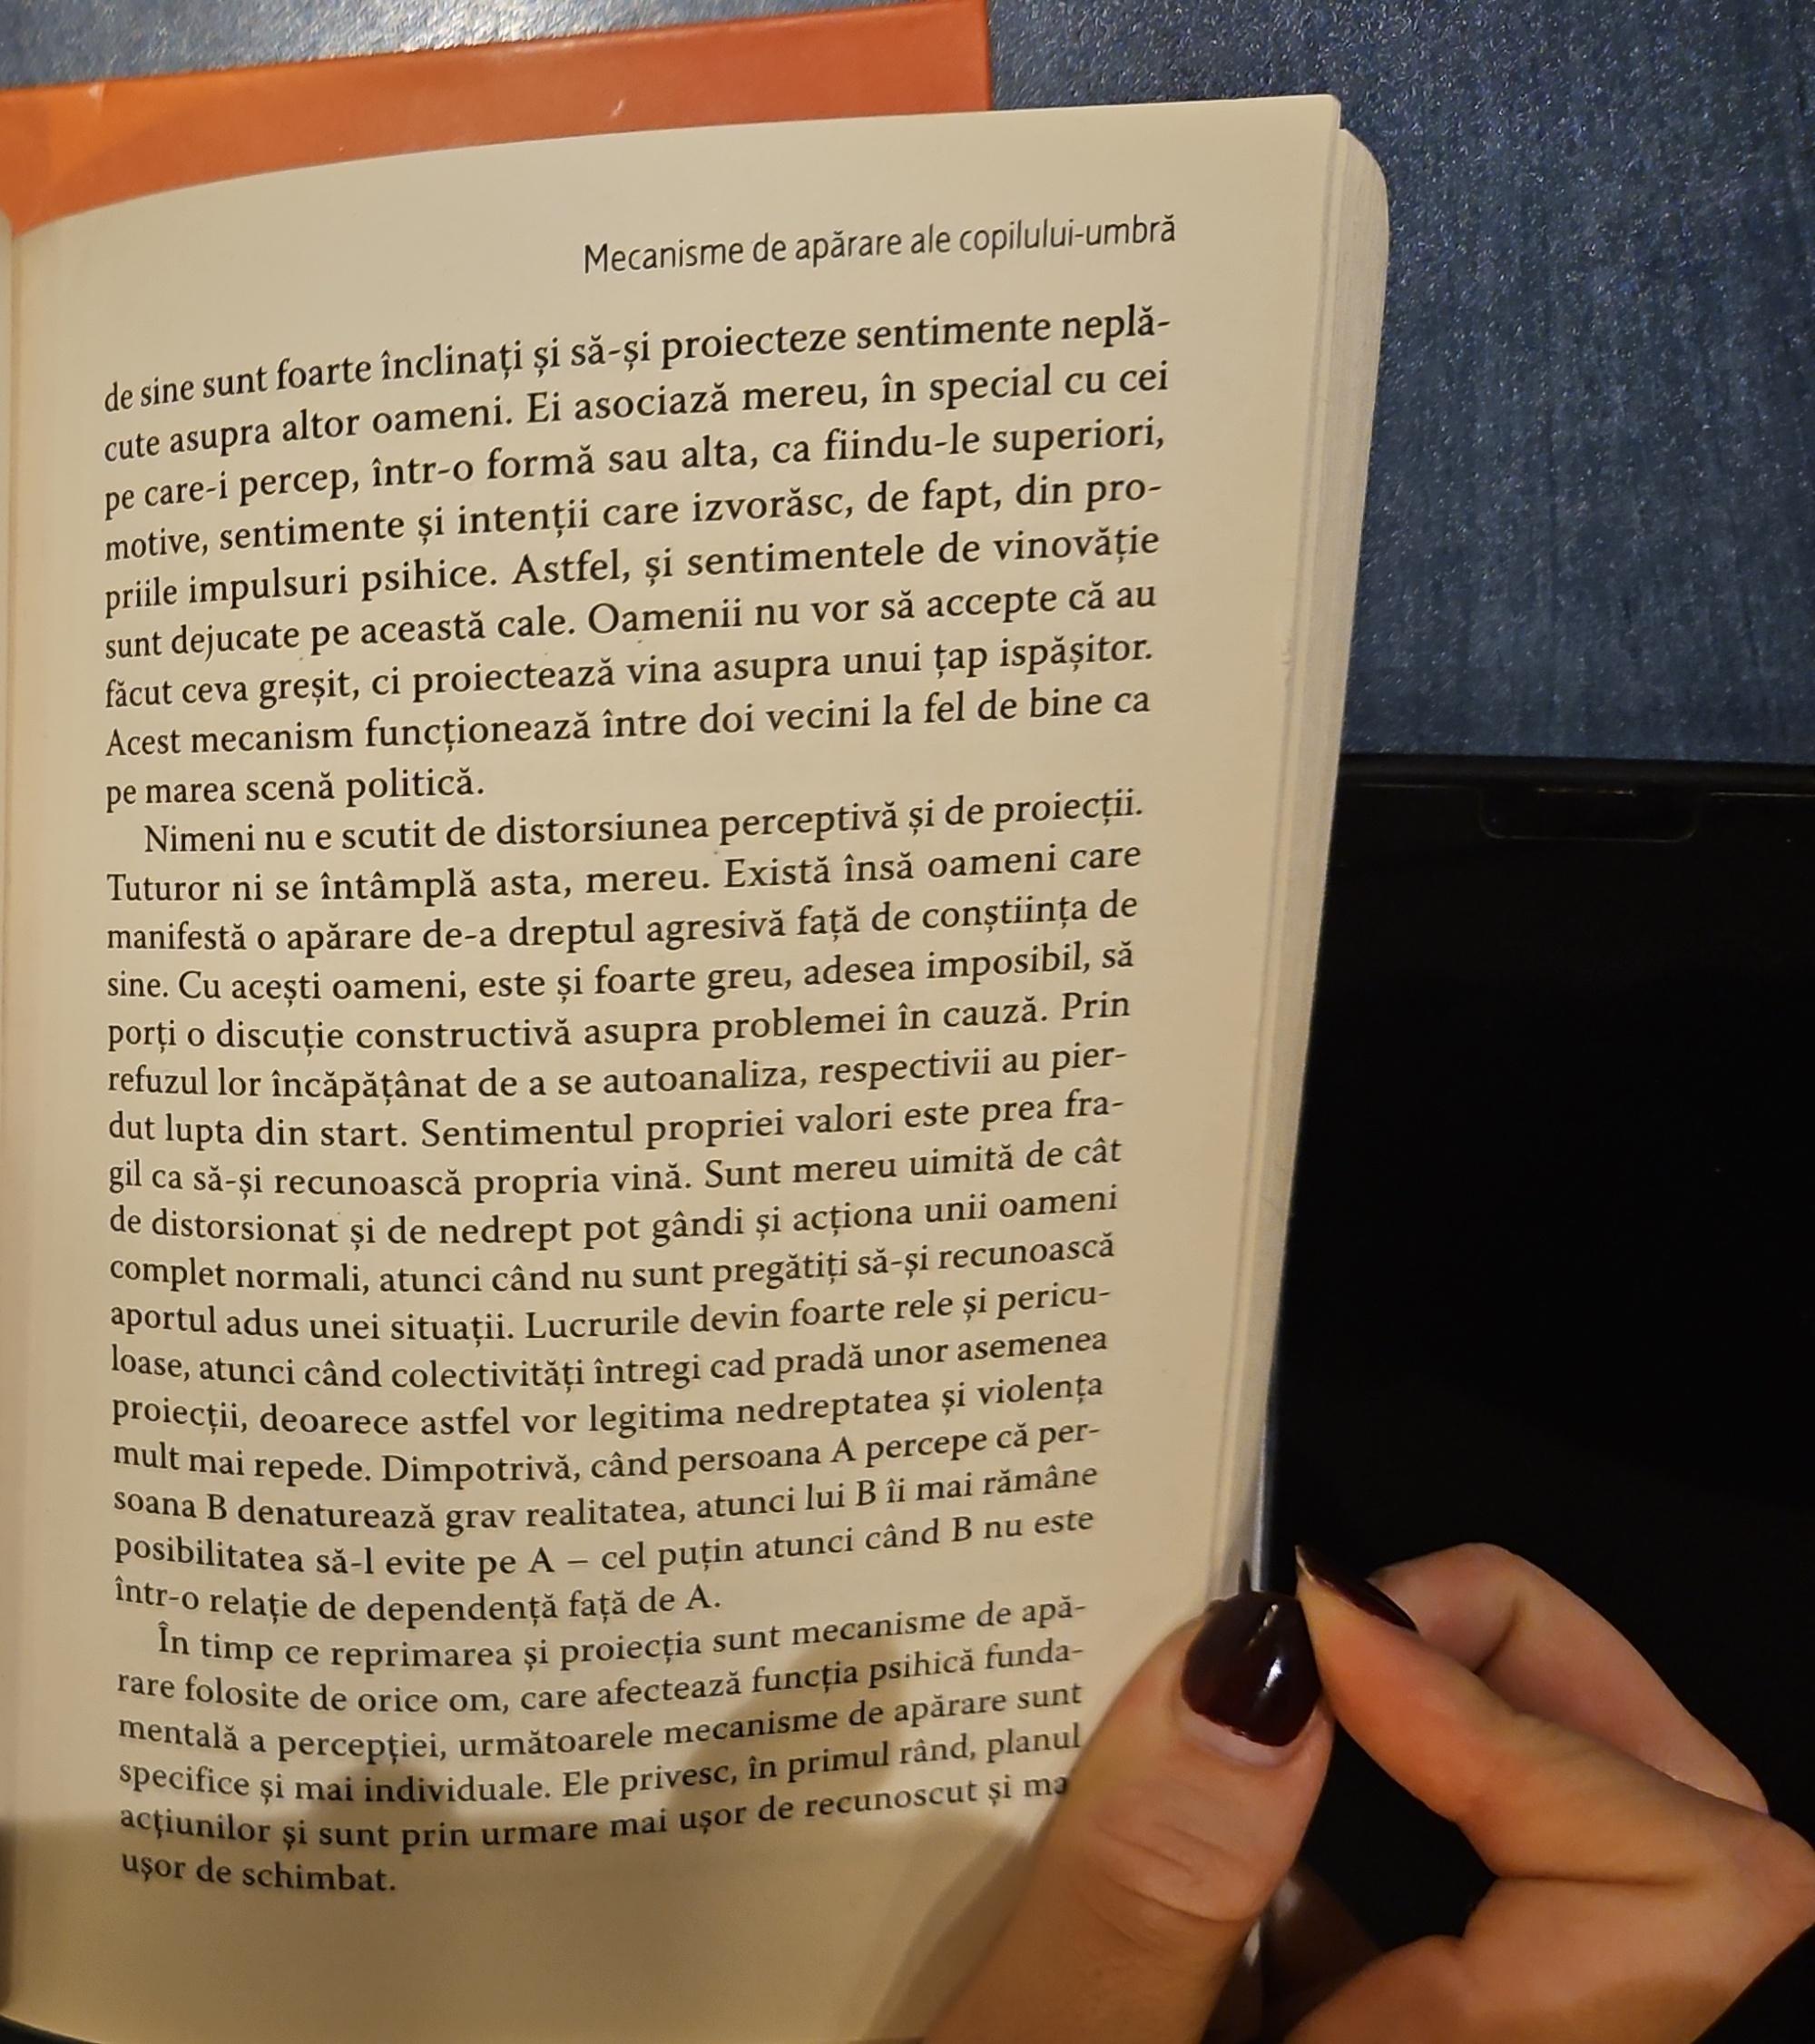 Mecanisme de apărare ale copilului-umbră
de sine sunt foarte înclinați și să-și proiecteze sentimente neplă-
cute asupra altor oameni. Ei asociază mereu, în special cu cei
pe care-i percep, într-o formă sau alta, ca fiindu-le superiori,
motive, sentimente și intenții care izvorăsc, de fapt, din pro-
priile impulsuri psihice. Astfel, și sentimentele de vinovăție
sunt dejucate pe această cale. Oamenii nu vor să accepte că au
făcut ceva greșit, ci proiectează vina asupra unui țap ispășitor.
Acest mecanism funcționează între doi vecini la fel de bine ca
pe marea scenă politică.
Nimeni nu e scutit de distorsiunea perceptivă și de proiecții.
Tuturor ni se întâmplă asta, mereu. Există însă oameni care
manifestă o apărare de-a dreptul agresivă față de conștiința de
sine. Cu acești oameni, este și foarte greu, adesea imposibil, să
porți o discuție constructivă asupra problemei în cauză. Prin
refuzul lor încăpățânat de a se autoanaliza, respectivii au pier-
dut lupta din start. Sentimentul propriei valori este prea fra-
gil ca să-și recunoască propria vină. Sunt mereu uimită de cât
de distorsionat și de nedrept pot gândi și acționa unii oameni
complet normali, atunci când nu sunt pregătiți să-și recunoască
aportul adus unei situații. Lucrurile devin foarte rele și pericu-
loase, atunci când colectivități întregi cad pradă unor asemenea
proiecții, deoarece astfel vor legitima nedreptatea și violența
mult mai repede. Dimpotrivă, când persoana A percepe că per-
soana B denaturează grav realitatea, atunci lui B îi mai rămâne
posibilitatea să-l evite pe A – cel puțin atunci când B nu este
într-o relație de dependență față de A.
În timp ce reprimarea și proiecția sunt mecanisme de apă-
rare folosite de orice om, care afectează funcția psihică funda-
mentală a percepției, următoarele mecanisme de apărare sunt
specifice și mai individuale. Ele privesc, în primul rând, planul
acțiunilor și sunt prin urmare mai ușor de recunoscut și
ușor de schimbat.